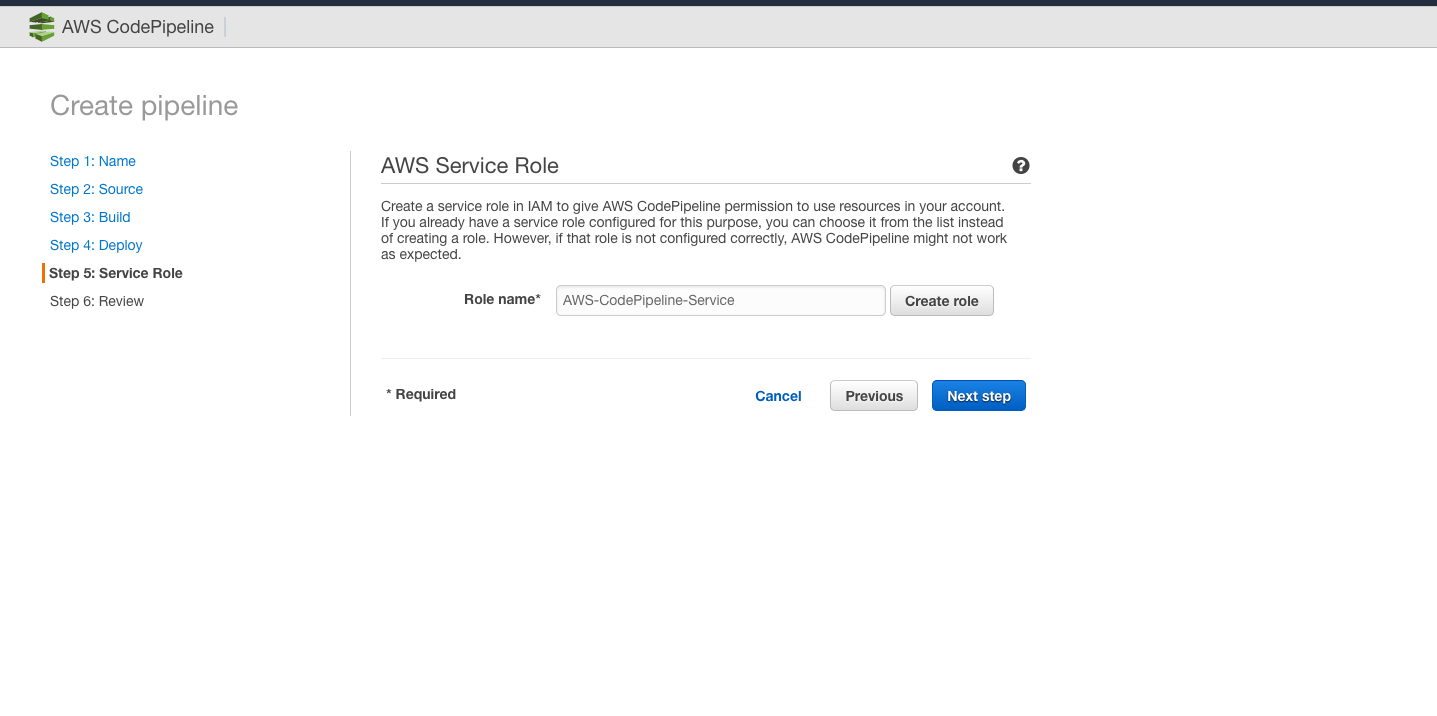 AWS CodePipeline
Create pipeline
Step 1: Name
Step 2: Source
Step 3: Build
Step 4: Deploy
Step 5: Service Role
Step 6: Review
AWS Service Role
?
Create a service role in IAM to give AWS CodePipeline permission to use resources in your account.
If you already have a service role configured for this purpose, you can choose it from the list instead
of creating a role. However, if that role is not configured correctly, AWS CodePipeline might not work
as expected.
Role name* AWS-CodePipeline-Service Create role
* Required Cancel Previous Next step